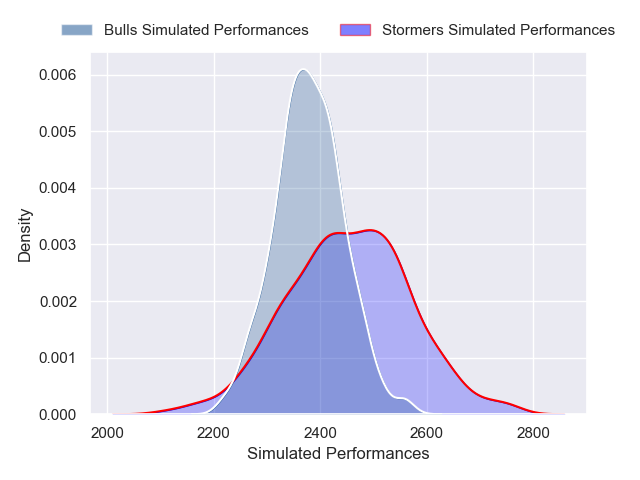 Bulls Simulated Performances Stormers Simulated Performances
0.006
0.005
0.004
0.003
0.002
0.001
0.000
Density
2000 2200 2400 2600 2800
Simulated Performances